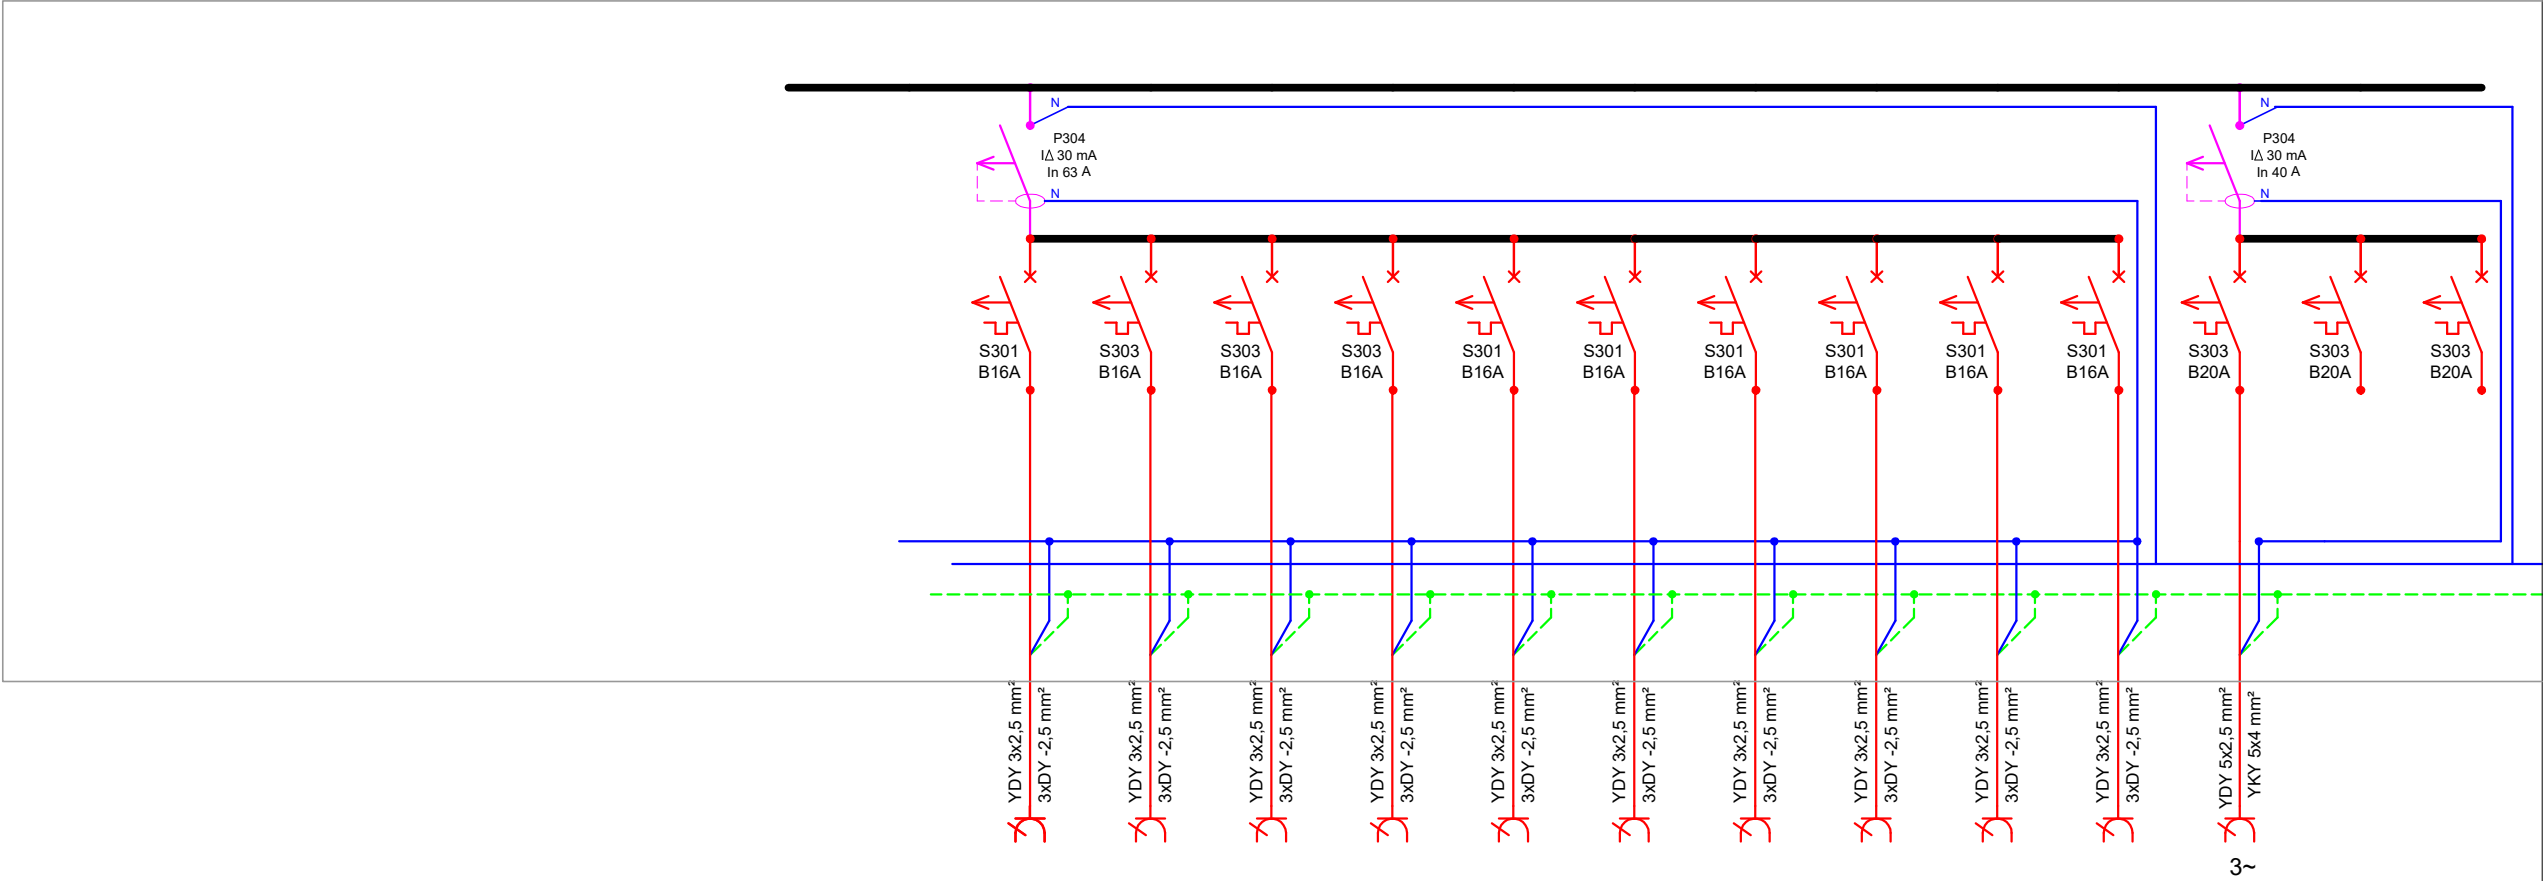 N
P304
I∆ 30 mA
In 63 A
N
N
P304
I∆ 30 mA
In 40 A
N
S301
B16A
S303
B16A
S303
B16A
S303
B16A
S301
B16A
S301
B16A
S301
B16A
S301
B16A
S301
B16A
S301
B16A
S303
B20A
S303
B20A
S303
B20A
YDY 3x2,5 mm²
3xDY -2,5 mm²
YDY 3x2,5 mm²
3xDY -2,5 mm²
YDY 3x2,5 mm²
3xDY -2,5 mm²
YDY 3x2,5 mm²
3xDY -2,5 mm²
YDY 3x2,5 mm²
3xDY -2,5 mm²
YDY 3x2,5 mm²
3xDY -2,5 mm²
YDY 3x2,5 mm²
3xDY -2,5 mm²
YDY 3x2,5 mm²
3xDY -2,5 mm²
YDY 3x2,5 mm²
3xDY -2,5 mm²
YDY 3x2,5 mm²
3xDY -2,5 mm²
YDY 5x2,5 mm²
YKY 5x4 mm²
3~